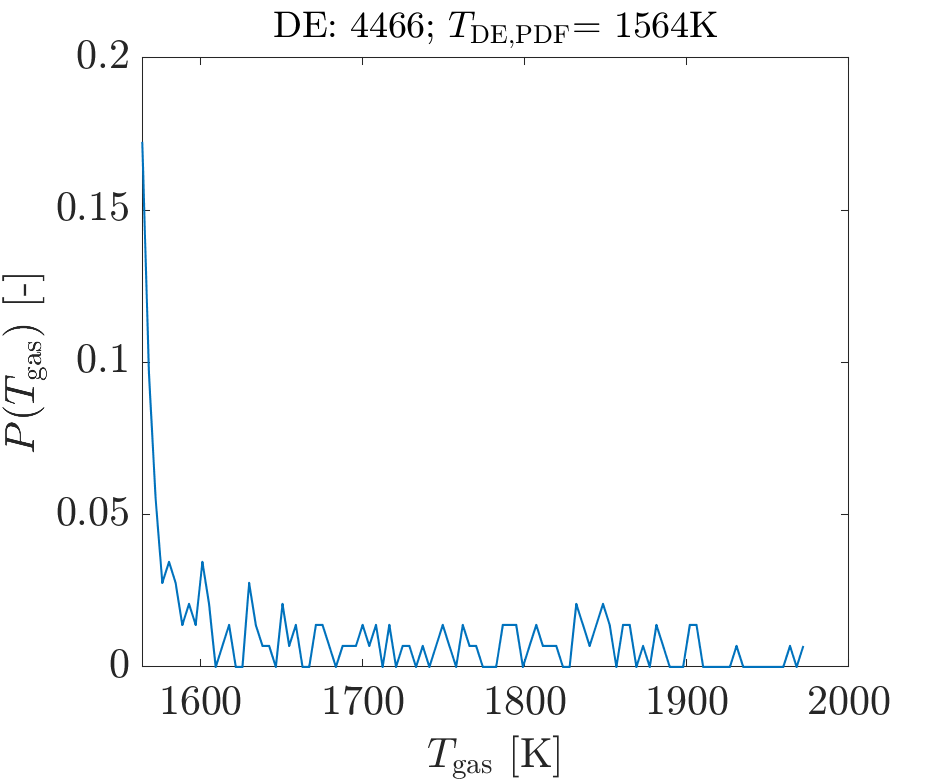 DE: 4466; T_DE,PDF= 1564K
0.2
0.15
0.1
0.05
0
P(T_gas) [-]
1600 1700 1800 1900 2000
T_gas [K]